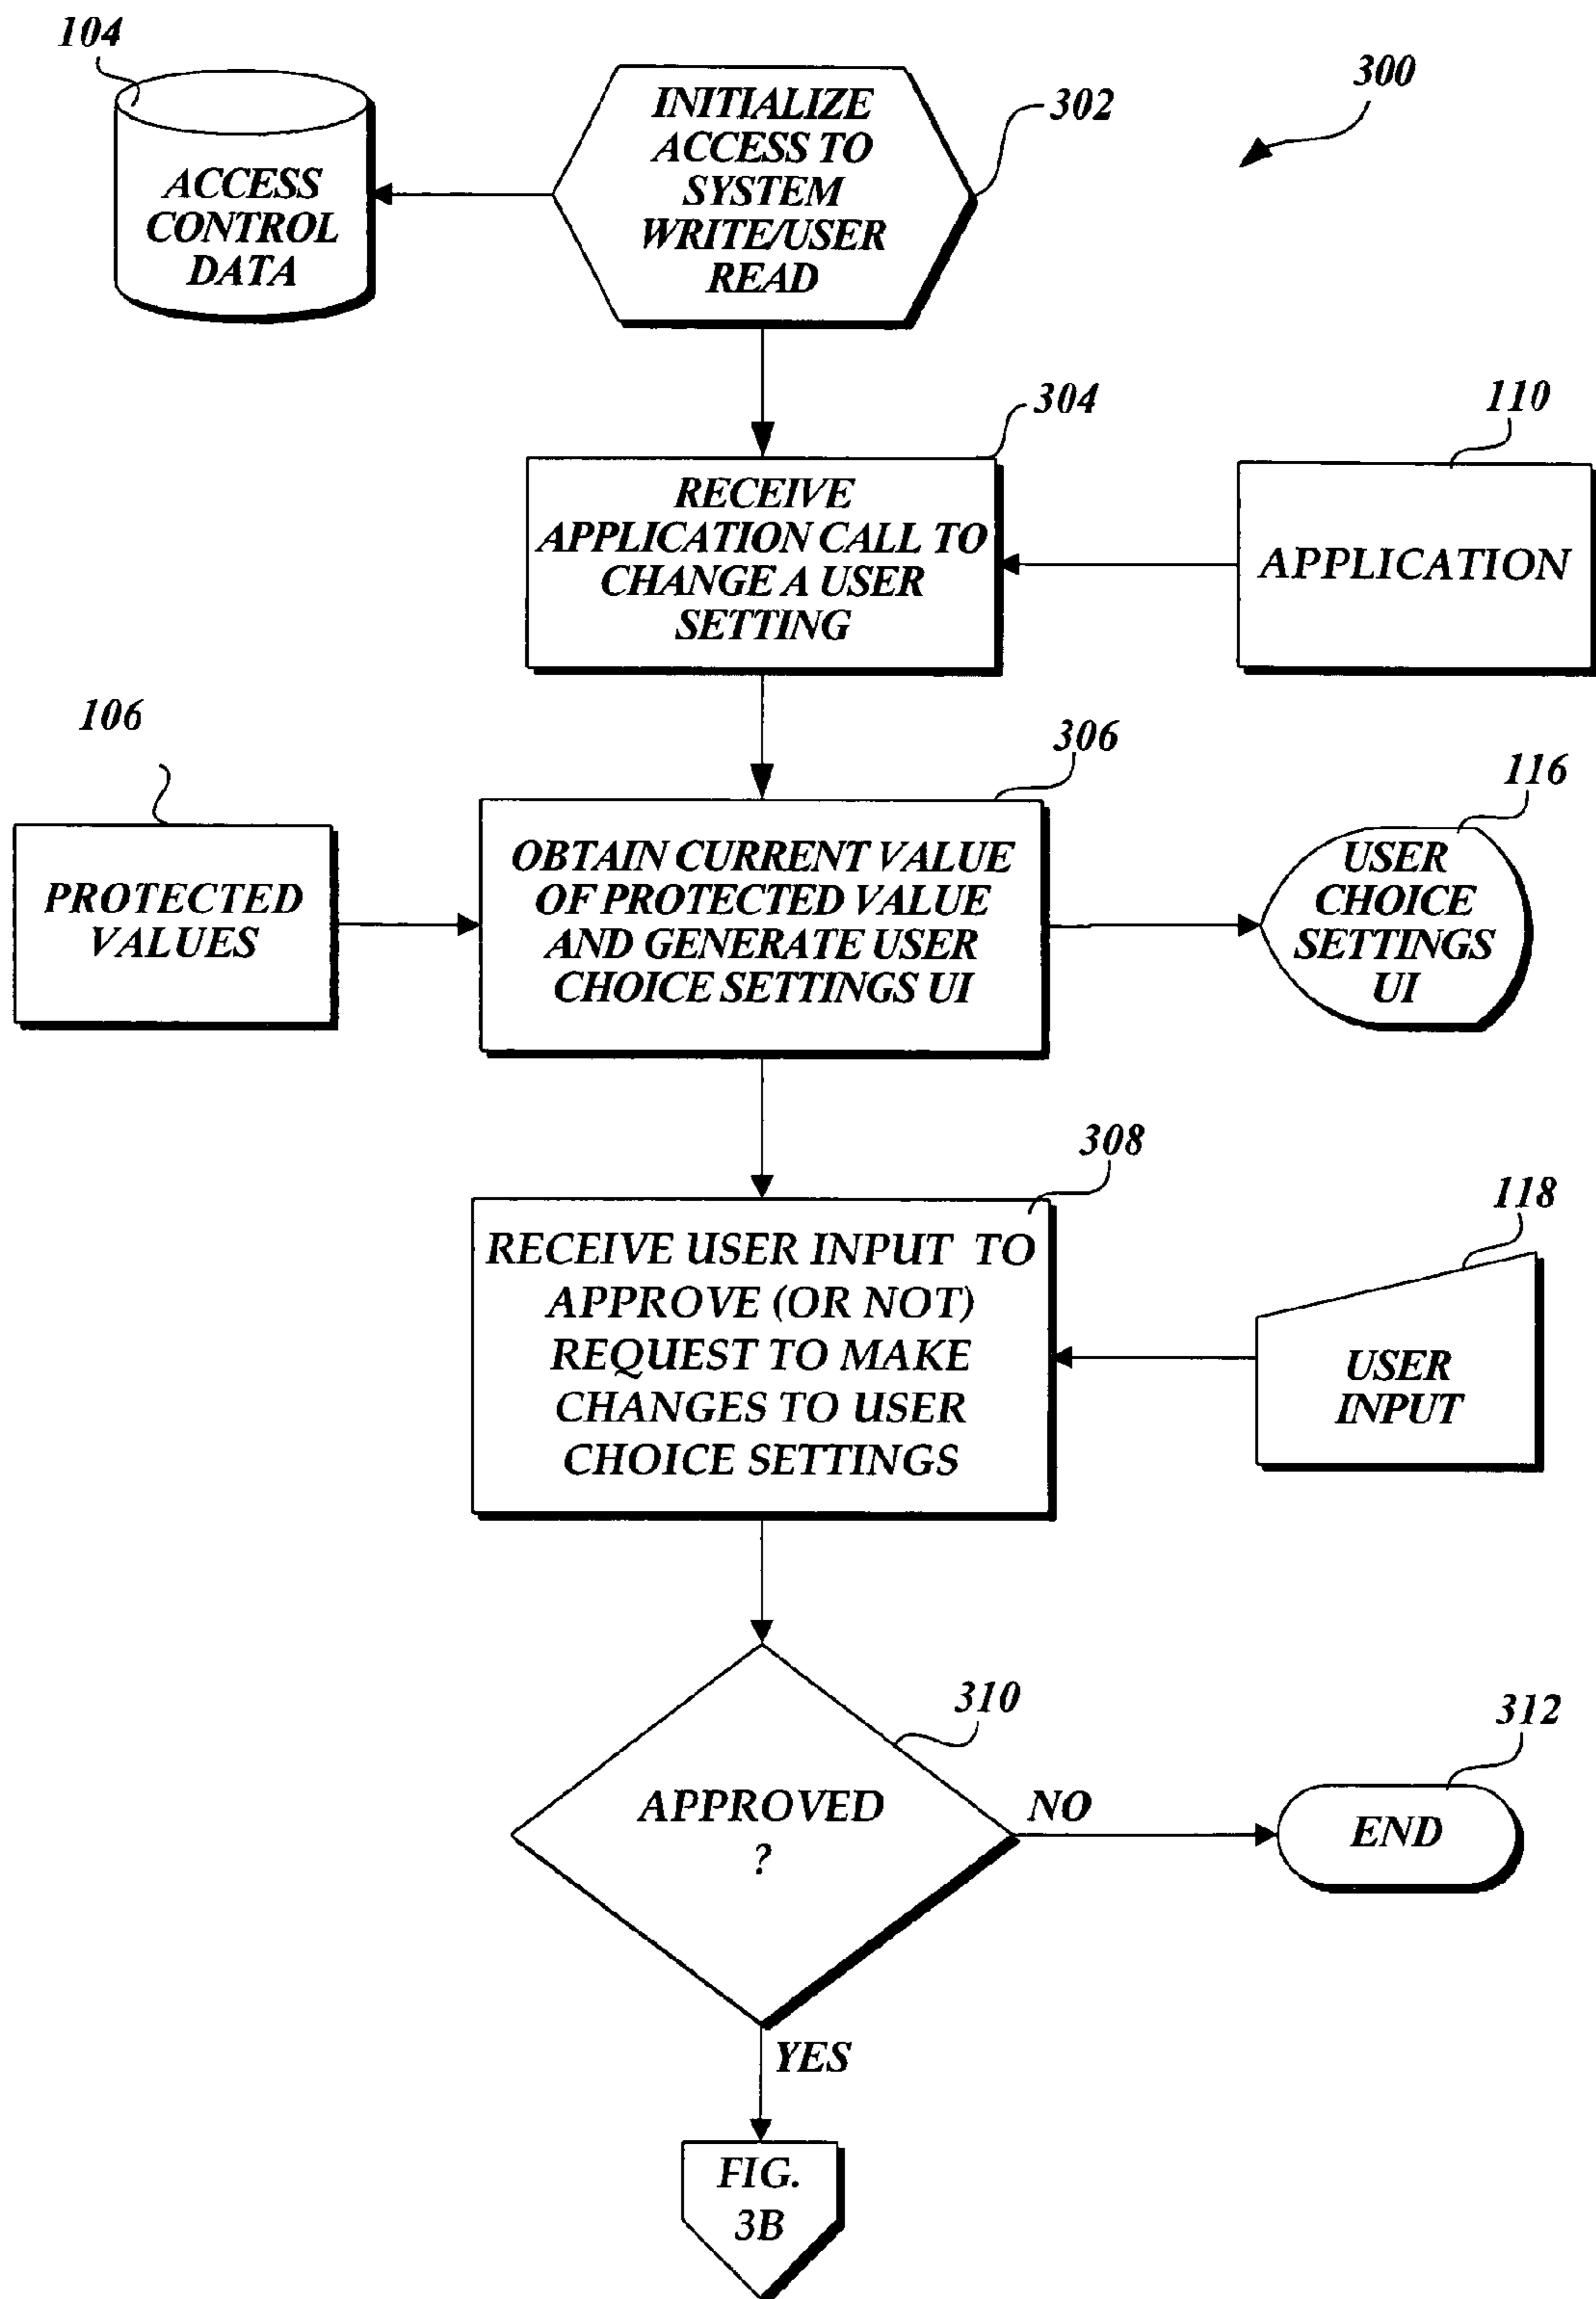 104
ACCESS
CONTROL
DATA
INITIALIZE
ACCESS TO
SYSTEM
WRITE/USER
READ
302
300
304
RECEIVE
APPLICATION CALL TO
CHANGE A USER
SETTING
110
APPLICATION
106
PROTECTED
VALUES
306
OBTAIN CURRENT VALUE
OF PROTECTED VALUE
AND GENERATE USER
CHOICE SETTINGS UI
116
USER
CHOICE
SETTINGS
UI
308
RECEIVE USER INPUT TO
APPROVE (OR NOT)
REQUEST TO MAKE
CHANGES TO USER
CHOICE SETTINGS
118
USER
INPUT
310
APPROVED
?
NO
312
END
YES
FIG.
3B